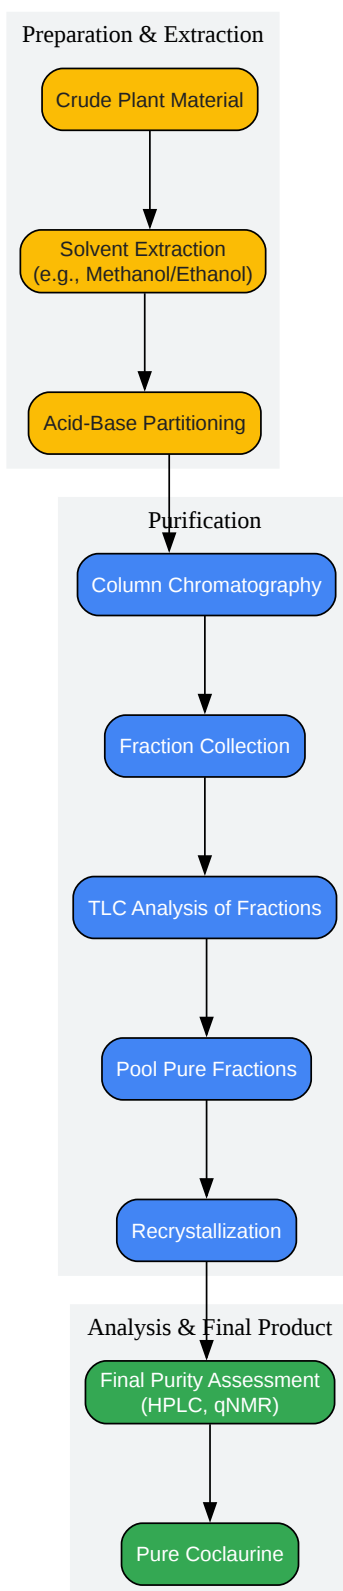 Preparation & Extraction
Crude Plant Material
Solvent Extraction
(e.g., Methanol/Ethanol)
Acid-Base Partitioning
Purification
Column Chromatography
Fraction Collection
TLC Analysis of Fractions
Pool Pure Fractions
Recrystallization
Analysis & Final Product
Final Purity Assessment
(HPLC, qNMR)
Pure Coclaurine